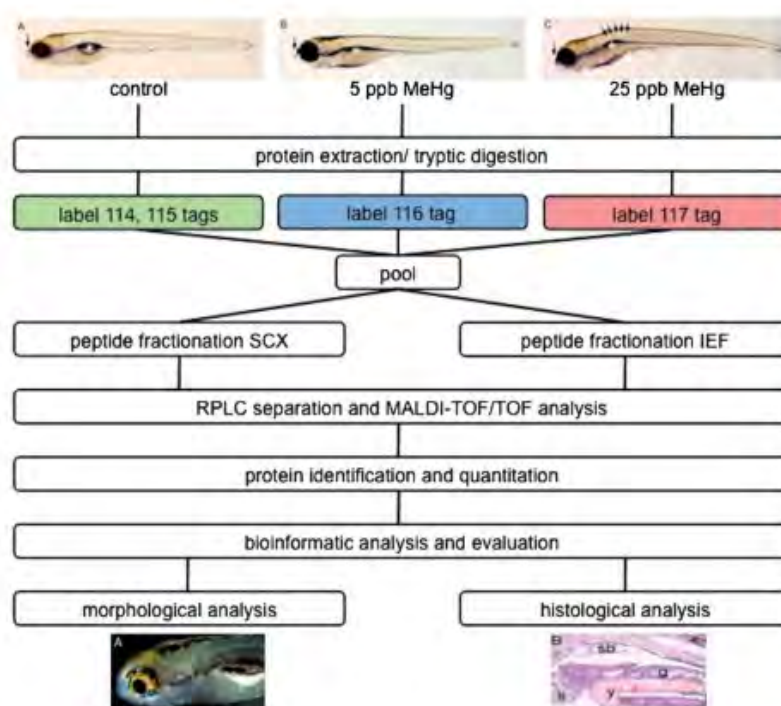 A B C
control 5 ppb MeHg 25 ppb MeHg
protein extraction/ tryptic digestion
label 114, 115 tags label 116 tag label 117 tag
pool
peptide fractionation SCX peptide fractionation IEF
RPLC separation and MALDI-TOF/TOF analysis
protein identification and quantitation
bioinformatic analysis and evaluation
morphological analysis histological analysis
A B
sb
g
y